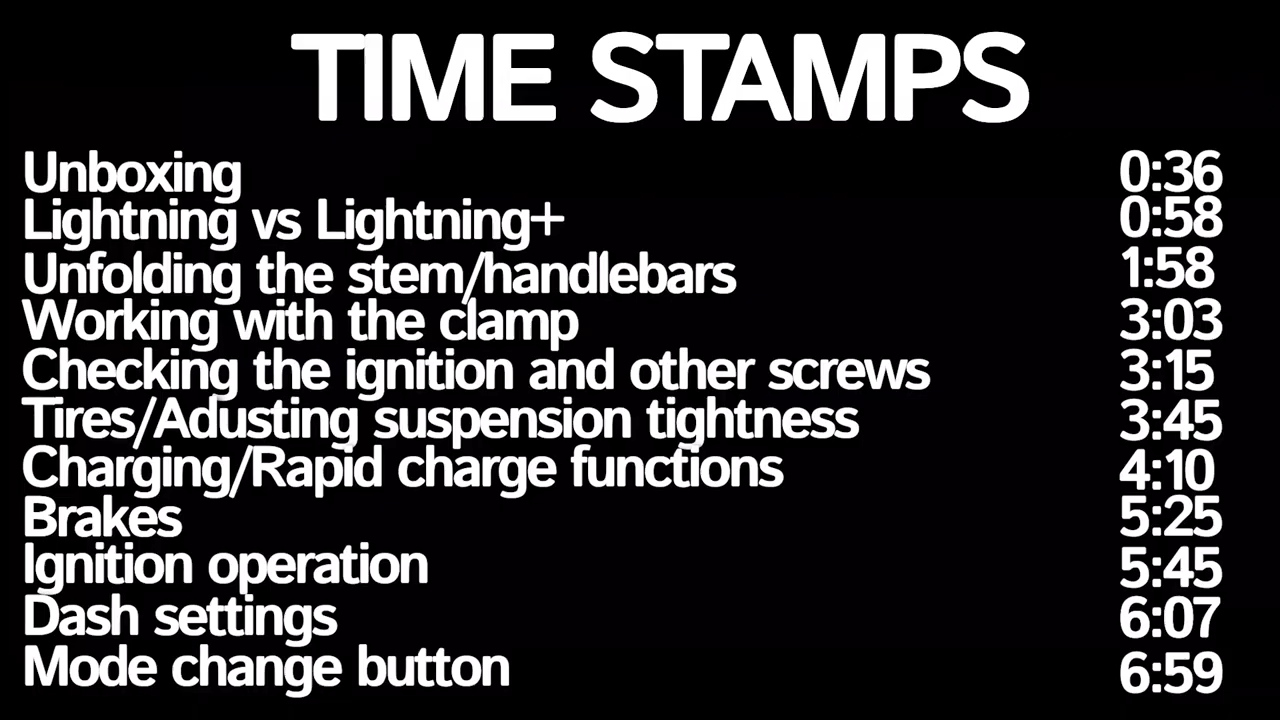 TIME STAMPS
Unboxing 0:36
Lightning vs Lightning+ 0:58
Unfolding the stem/handlebars 1:58
Working with the clamp 3:03
Checking the ignition and other screws 3:15
Tires/Adusting suspension tightness 3:45
Charging/Rapid charge functions 4:10
Brakes 5:25
Ignition operation 5:45
Dash settings 6:07
Mode change button 6:59